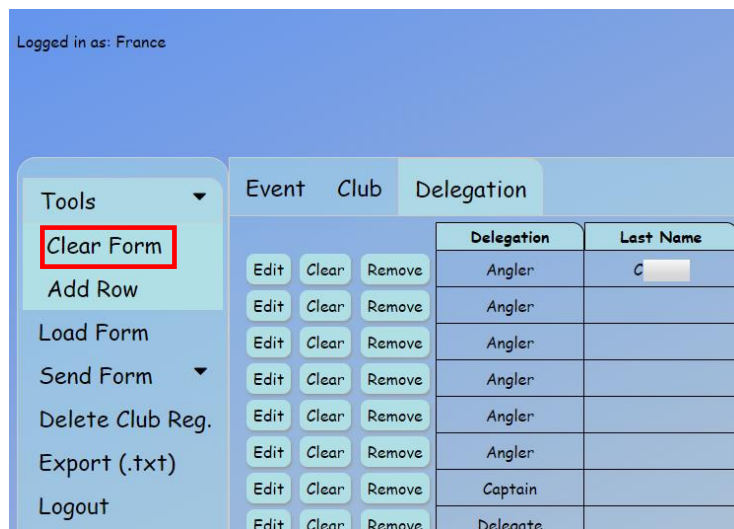 Logged in as: France
Tools
Clear Form
Add Row
Load Form
Send Form
Delete Club Reg.
Export (.txt)
Logout
Event Club Delegation
Delegation Last Name
Edit Clear Remove Angler C
Edit Clear Remove Angler
Edit Clear Remove Angler
Edit Clear Remove Angler
Edit Clear Remove Angler
Edit Clear Remove Angler
Edit Clear Remove Captain
Edit Clear Remove Delegate